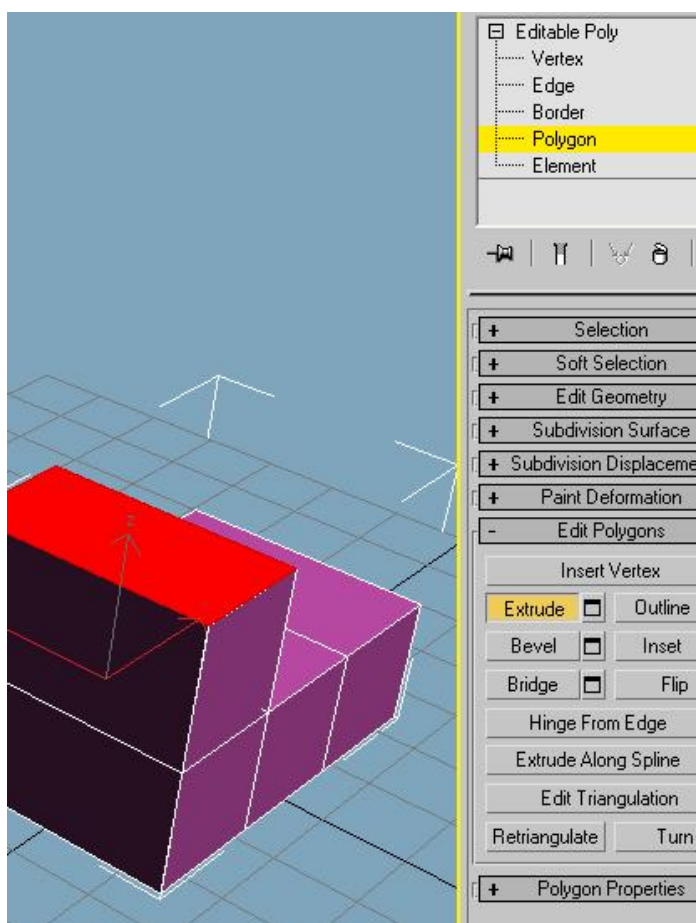 Editable Poly
Vertex
Edge
Border
Polygon
Element
+ Selection
+ Soft Selection
+ Edit Geometry
+ Subdivision Surface
+ Subdivision Displaceme
+ Paint Deformation
- Edit Polygons
Insert Vertex
Extrude Outline
Bevel Inset
Bridge Flip
Hinge From Edge
Extrude Along Spline
Edit Triangulation
Retriangulate Turn
+ Polygon Properties
z